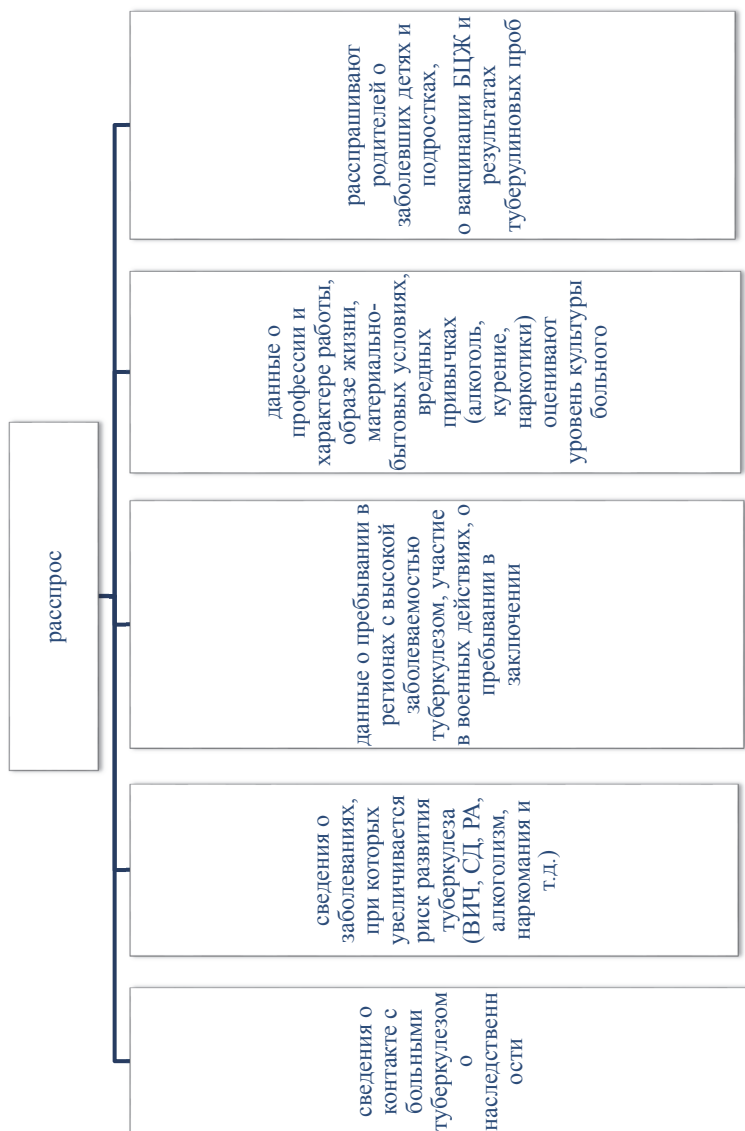 расспрос
сведения о
контакте с
больными
туберкулезом
о
наследственн
ости
сведения о
заболеваниях,
при которых
увеличивается
риск развития
туберкулеза
(ВИЧ, СД, РА,
алкоголизм,
наркомания и
т.д.)
данные о пребывании в
регионах с высокой
заболеваемостью
туберкулезом, участие
в военных действиях, о
пребывании в
заключении
данные о
профессии и
характере работы,
образе жизни,
материально-
бытовых условиях,
вредных
привычках
(алкоголь,
курение,
наркотики)
оценивают
уровень культуры
больного
расспрашивают
родителей о
заболевших детях и
подростках,
о вакцинации БЦЖ и
результатах
туберулиновых проб